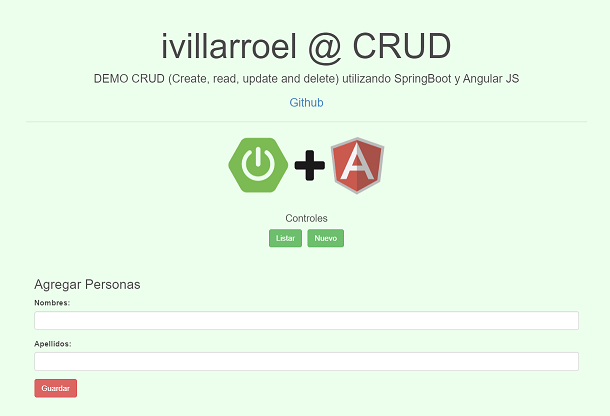 ivillarroel @ CRUD
DEMO CRUD (Create, read, update and delete) utilizando SpringBoot y Angular JS
Github
A
Controles
Listar Nuevo
Agregar Personas
Nombres:
Apellidos:
Guardar